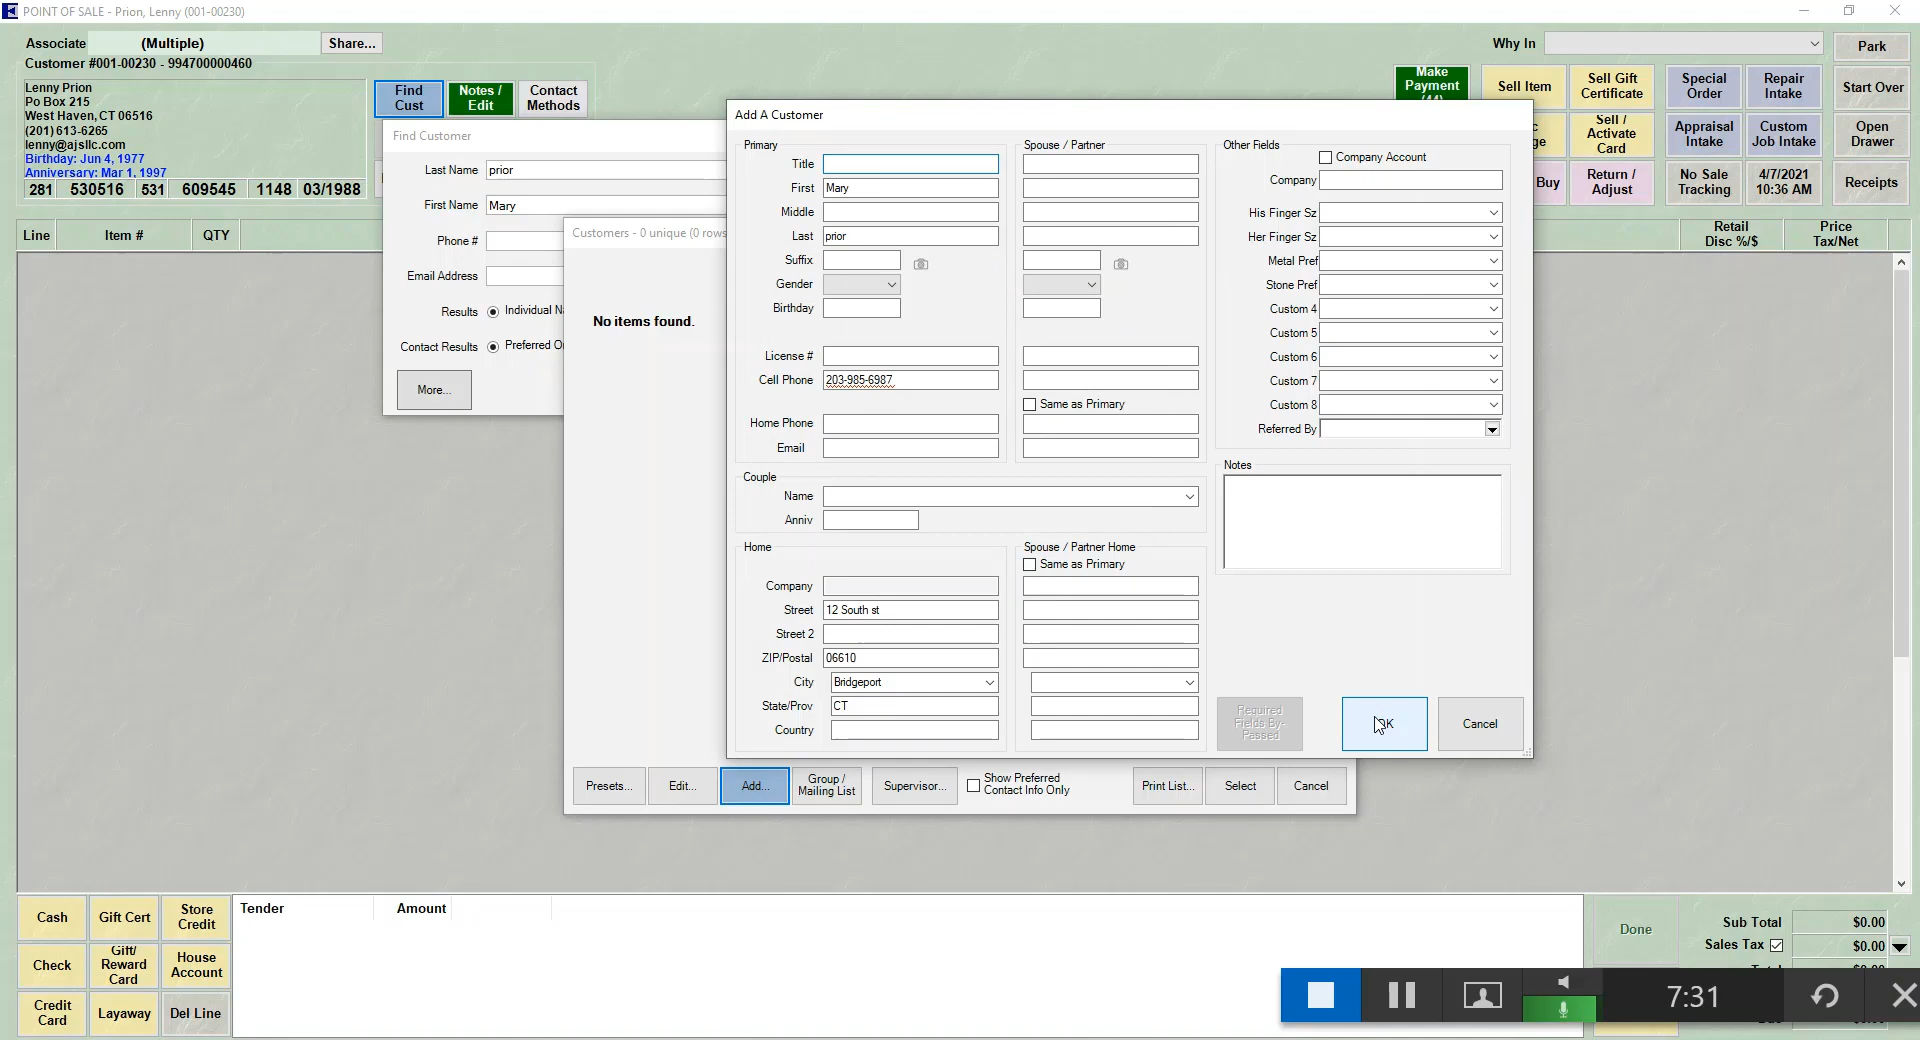 POINT OF SALE - Prion, Lenny (001-00230)
Associate (Multiple) Share...
Why In
Park
Customer #001-00230 - 994700000460
Lenny Prion
Po Box 215
West Haven, CT 06516
(201) 613-6265
lenny@ajsllc.com
Birthday: Jun 4, 1977
Anniversary: Mar 1, 1997
281 530516 531 609545 1148 03/1988
Find
Cust
Notes /
Edit
Contact
Methods
Make
Payment
Sell Item
Sell Gift
Certificate
Special
Order
Repair
Intake
Start Over
Sell /
Activate
Card
Appraisal
Intake
Custom
Job Intake
Open
Drawer
Buy
Return /
Adjust
No Sale
Tracking
4/7/2021
10:36 AM
Receipts
Line Item # QTY
Retail
Disc %/$
Price
Tax/Net
Find Customer
Last Name prior
First Name Mary
Phone #
Email Address
Results Individual Na
Contact Results Preferred O
More...
Customers - 0 unique (0 rows
No items found.
Presets...
Edit...
Add...
Group /
Mailing List
Supervisor...
Show Preferred
Contact Info Only
Print List...
Select
Cancel
Add A Customer
Primary
Title
First Mary
Middle
Last prior
Suffix
Gender
Birthday
License #
Cell Phone 203-985-6987
Home Phone
Email
Spouse / Partner
Same as Primary
Couple
Name
Anniv
Home
Company
Street 12 South st
Street 2
ZIP/Postal 06610
City Bridgeport
State/Prov CT
Country
Spouse / Partner Home
Same as Primary
Other Fields
Company Account
Company
His Finger Sz
Her Finger Sz
Metal Pref
Stone Pref
Custom 4
Custom 5
Custom 6
Custom 7
Custom 8
Referred By
Notes
Required
Fields By-
Passed
OK
Cancel
Cash
Gift Cert
Store
Credit
Check
Gift/
Reward
Card
House
Account
Credit
Card
Layaway
Del Line
Tender Amount
Done
Sub Total $0.00
Sales Tax $0.00
7:31